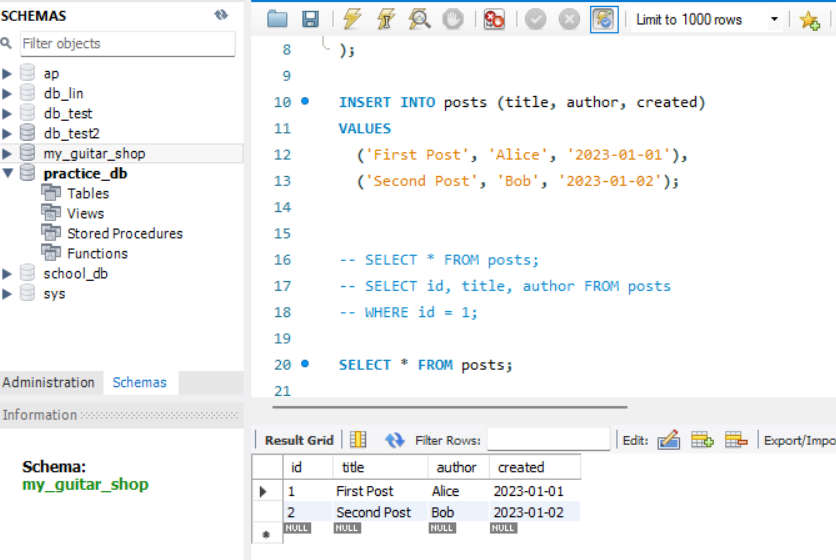 SCHEMAS
Filter objects
ap
db_lin
db_test
db_test2
my_guitar_shop
practice_db
Tables
Views
Stored Procedures
Functions
school_db
sys
Administration Schemas
Information
Schema:
my_guitar_shop
Limit to 1000 rows
8 );
9
10 INSERT INTO posts (title, author, created)
11 VALUES
12 ('First Post', 'Alice', '2023-01-01'),
13 ('Second Post', 'Bob', '2023-01-02');
14
15
16 -- SELECT * FROM posts;
17 -- SELECT id, title, author FROM posts
18 -- WHERE id = 1;
19
20 SELECT * FROM posts;
21
Result Grid Filter Rows: Edit: Export/Impo
id title author created
1 First Post Alice 2023-01-01
2 Second Post Bob 2023-01-02
NULL NULL NULL NULL